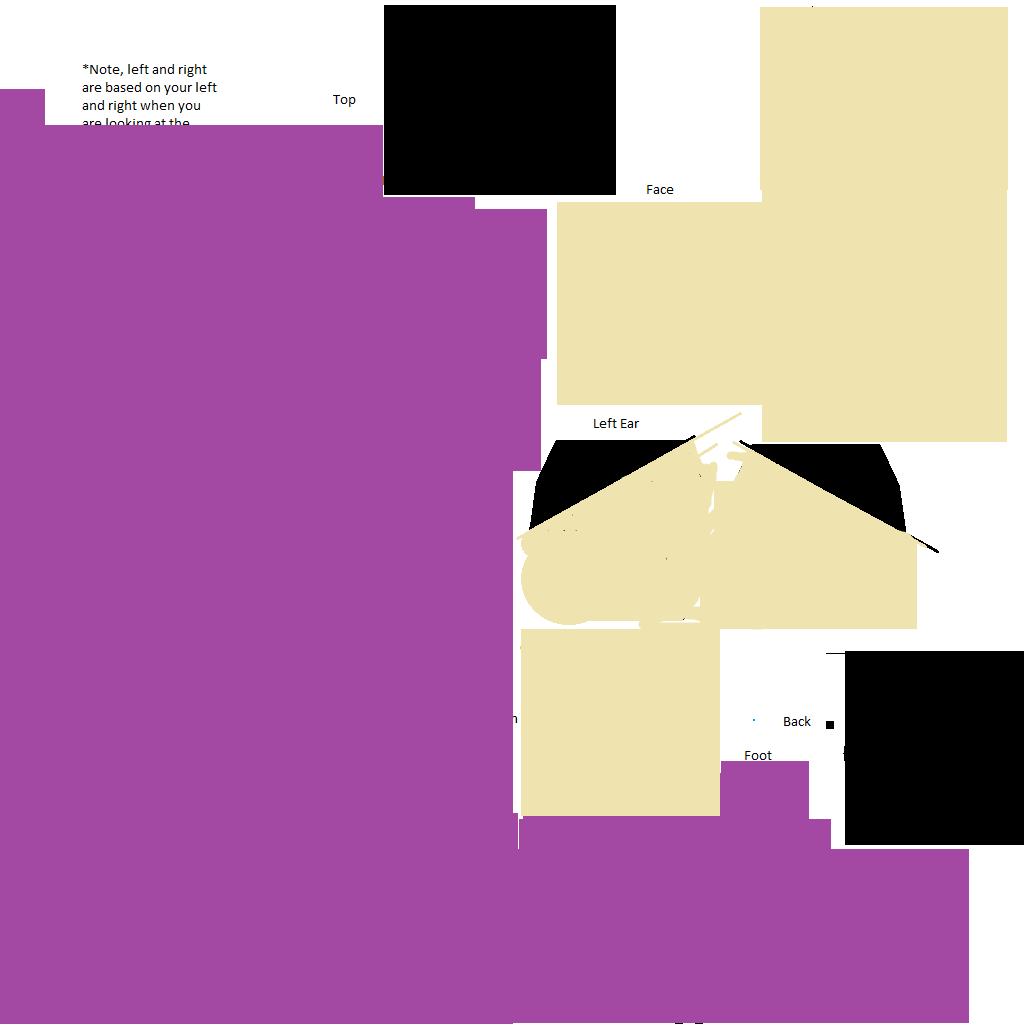 *Note, left and right
are based on your left
and right when you
are looking at the
Top
Face
Left Ear
Back
Foot